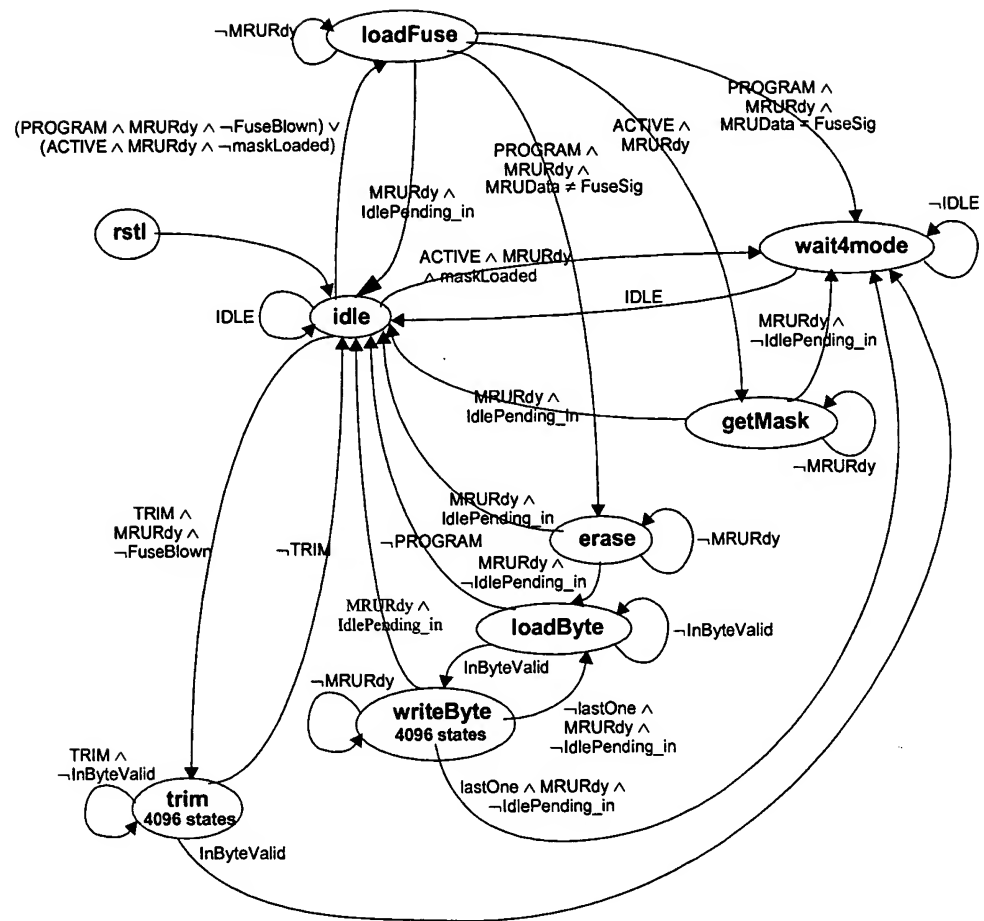 ¬MRURdy
loadFuse
PROGRAM ∧
MRURdy ∧
MRUData = FuseSig
(PROGRAM ∧ MRURdy ∧ ¬FuseBlown) ∨
(ACTIVE ∧ MRURdy ∧ ¬maskLoaded)
ACTIVE ∧
MRURdy
PROGRAM ∧
MRURdy ∧
MRUData ≠ FuseSig
MRURdy ∧
IdlePending_in
¬IDLE
rstl
wait4mode
ACTIVE ∧ MRURdy
∧ maskLoaded
IDLE
IDLE
idle
MRURdy ∧
¬IdlePending_in
MRURdy ∧
IdlePending_in
getMask
¬MRURdy
MRURdy ∧
IdlePending_in
TRIM ∧
MRURdy ∧
¬FuseBlown
¬TRIM
¬PROGRAM
erase
¬MRURdy
MRURdy ∧
¬IdlePending_in
MRURdy ∧
IdlePending_in
loadByte
¬InByteValid
InByteValid
¬MRURdy
writeByte
4096 states
¬lastOne ∧
MRURdy ∧
¬IdlePending_in
TRIM ∧
¬InByteValid
lastOne ∧ MRURdy ∧
¬IdlePending_in
trim
4096 states
InByteValid